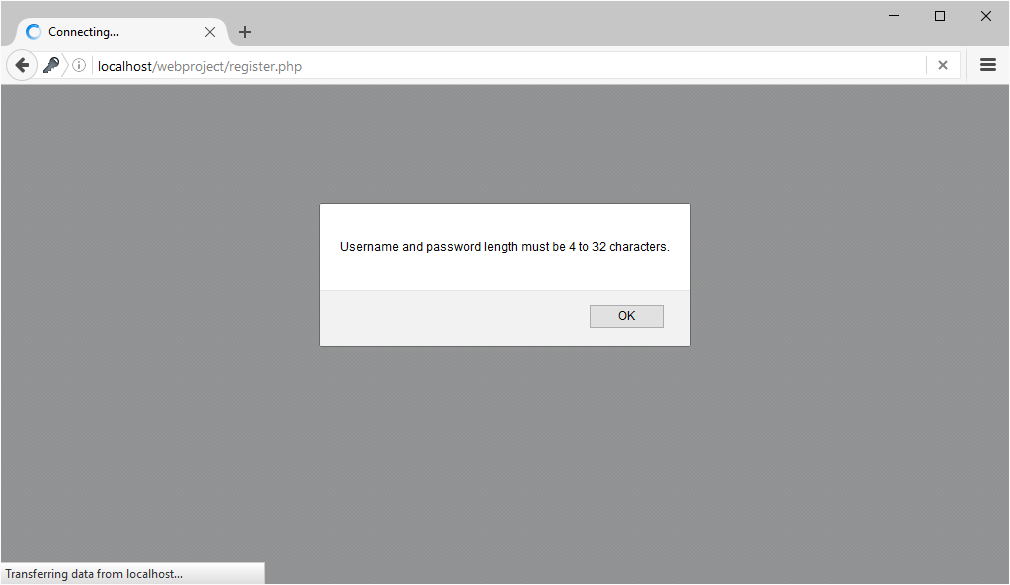 Connecting...
localhost/webproject/register.php
Username and password length must be 4 to 32 characters.
OK
Transferring data from localhost...